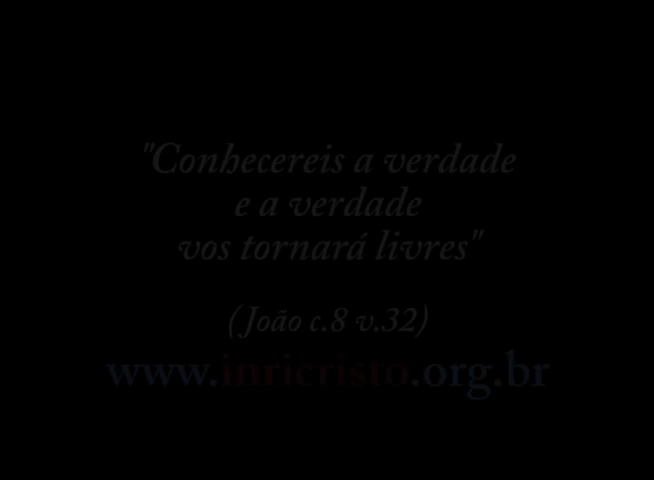 "Conhecereis a verdade
e a verdade
vos tornará livres"
(João c.8 v.32)
www.inricristo.org.br